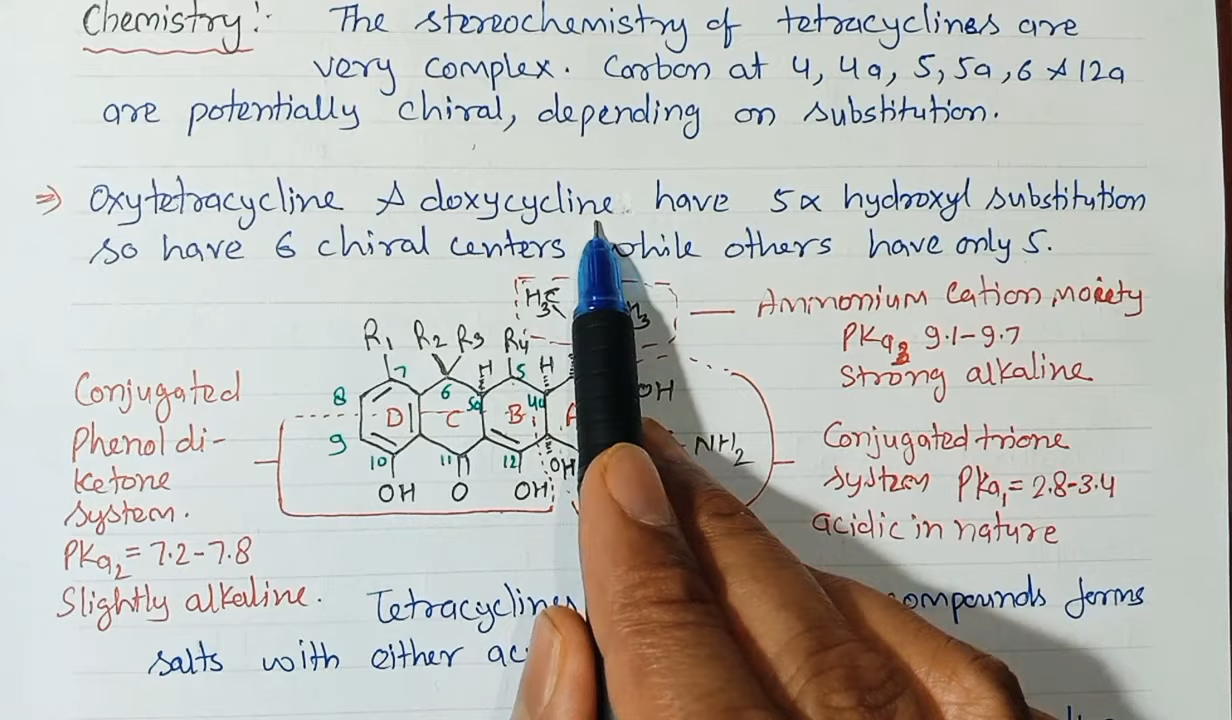 Chemistry:- The stereochemistry of tetracyclines are
very complex. Carbon at 4, 4a, 5, 5a, 6 & 12a
are potentially chiral, depending on substitution.
⇒ Oxytetracycline & doxycycline have 5α hydroxyl substitution
so have 6 chiral centers while others have only 5.
H3C
Ammonium Cation moiety
PKa3 9.1-9.7
Strong alkaline
R1 R2 R3 R4
7 H 5 H
8 6 5a 4a OH
D C B A
9
10 11 12 OH NH2
OH O OH
Conjugated
Phenol di-
Ketone
system.
PKa2 = 7.2-7.8
Slightly alkaline.
Conjugated trione
system PKa1 = 2.8-3.4
acidic in nature
Tetracyclines compounds forms
salts with either